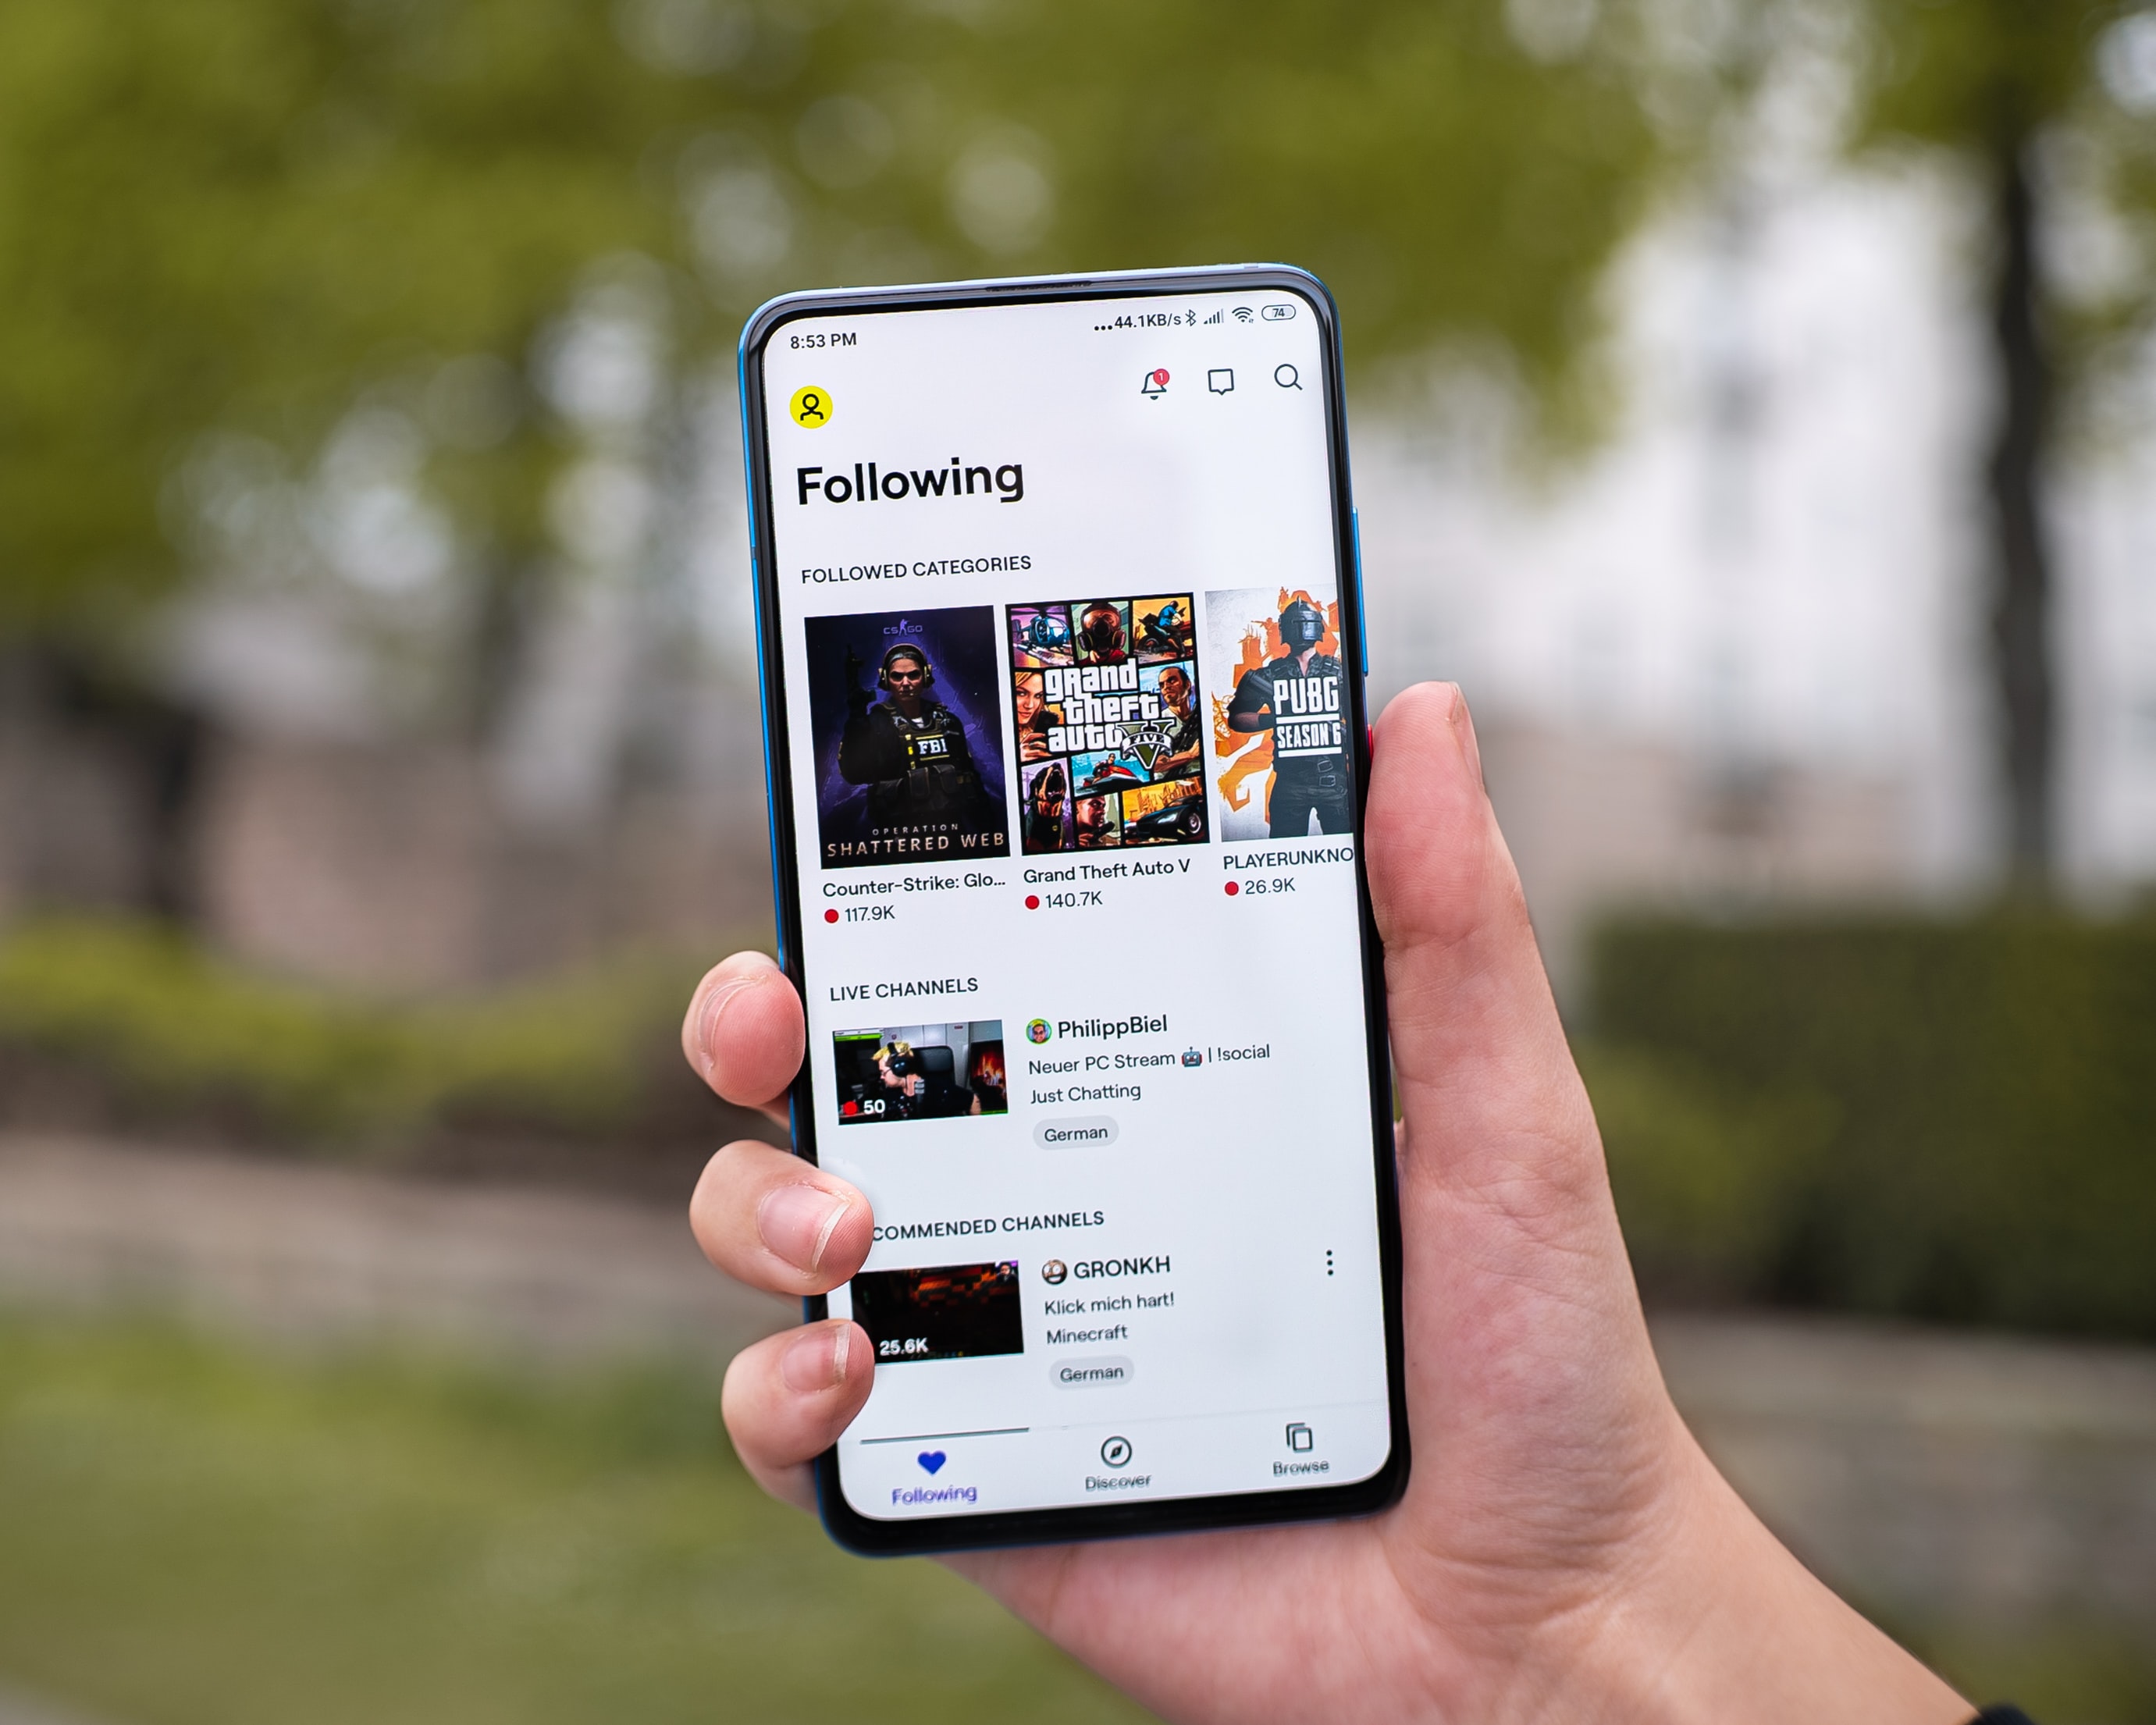 8:53 PM
...44.1KB/s
74
1
Following
FOLLOWED CATEGORIES
CS GO
FBI
OPERATION
SHATTERED WEB
grand
theft
auto
FIVE
PUBG
SEASON 6
Counter-Strike: Glo...
117.9K
Grand Theft Auto V
140.7K
PLAYERUNKNO
26.9K
LIVE CHANNELS
50
PhilippBiel
Neuer PC Stream 🤖 | !social
Just Chatting
German
COMMENDED CHANNELS
25.6K
GRONKH
Klick mich hart!
Minecraft
German
Following
Discover
Browse